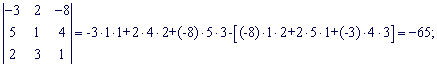 |-3 2 -8|
|5 1 4| = -3·1·1+2·4·2+(-8)·5·3-[(-8)·1·2+2·5·1+(-3)·4·3] = -65;
|2 3 1|